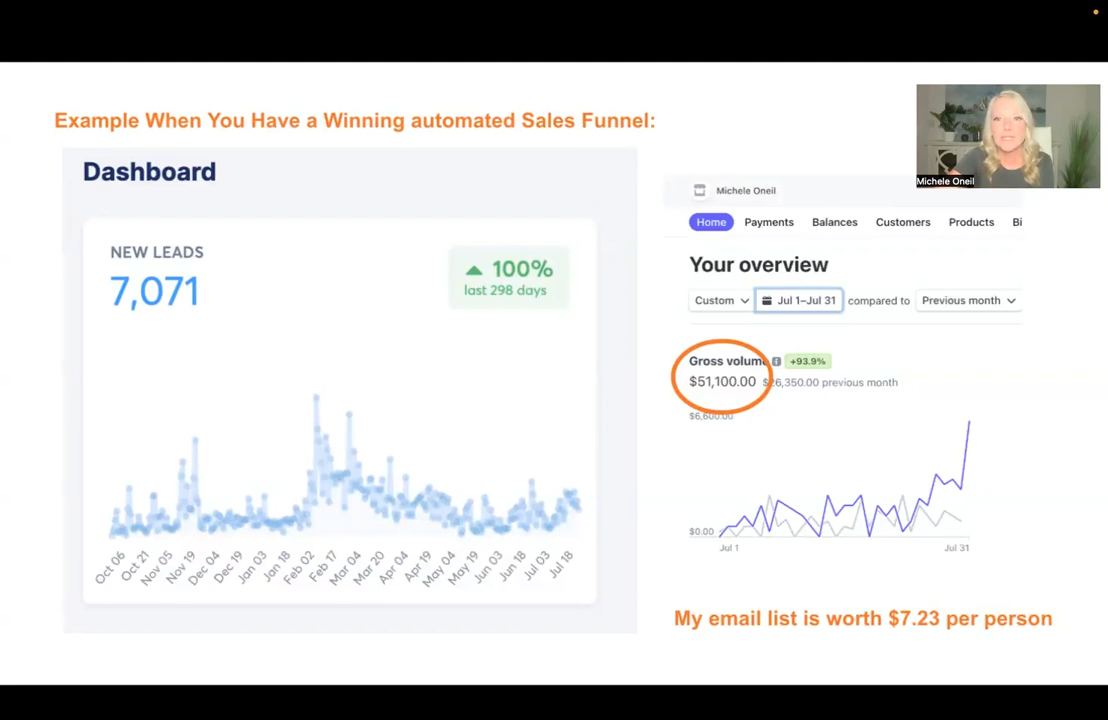 Example When You Have a Winning automated Sales Funnel:
Michele Oneil
Dashboard
NEW LEADS
7,071
100%
last 298 days
Oct 06
Oct 21
Nov 05
Nov 19
Dec 04
Dec 19
Jan 03
Jan 18
Feb 02
Feb 17
Mar 04
Mar 20
Apr 04
Apr 19
May 04
May 19
Jun 03
Jun 18
Jul 03
Jul 18
Michele Oneil
Home Payments Balances Customers Products Bi
Your overview
Custom Jul 1–Jul 31 compared to Previous month
Gross volume +93.9%
$51,100.00 $26,350.00 previous month
$6,600.00
$0.00
Jul 1 Jul 31
My email list is worth $7.23 per person